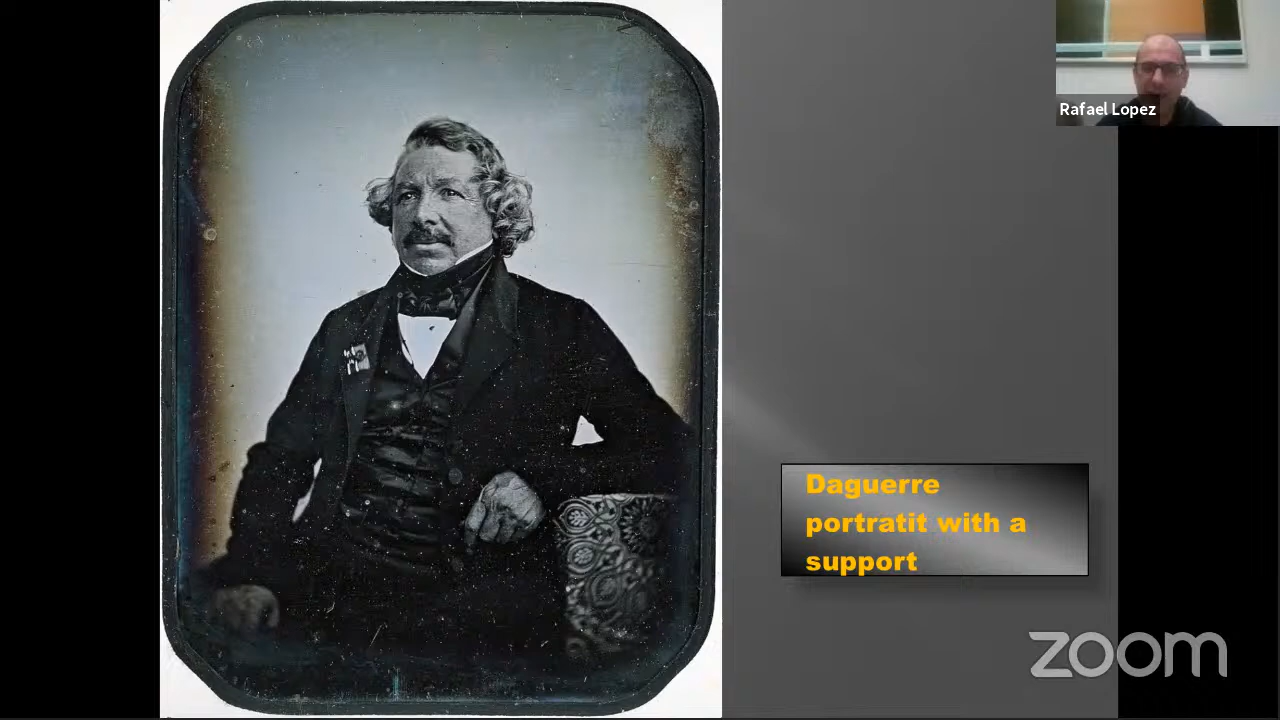 Rafael Lopez
Daguerre
portratit with a
support
zoom